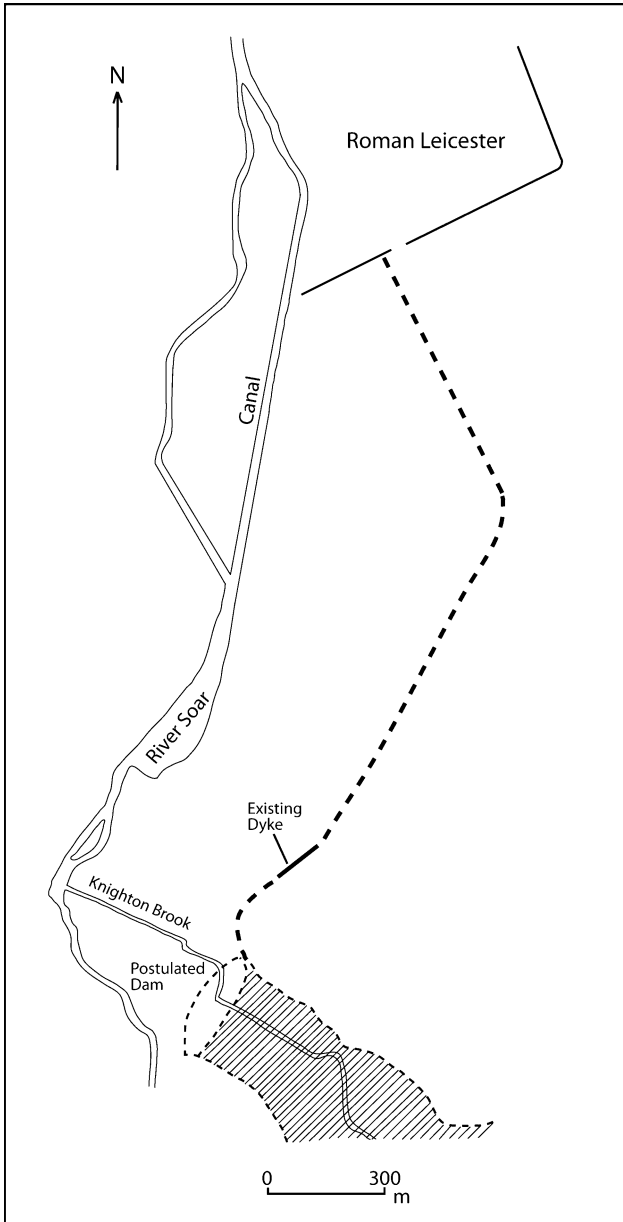 N
Roman Leicester
Canal
River Soar
Existing
Dyke
Knighton Brook
Postulated
Dam
0 300
m